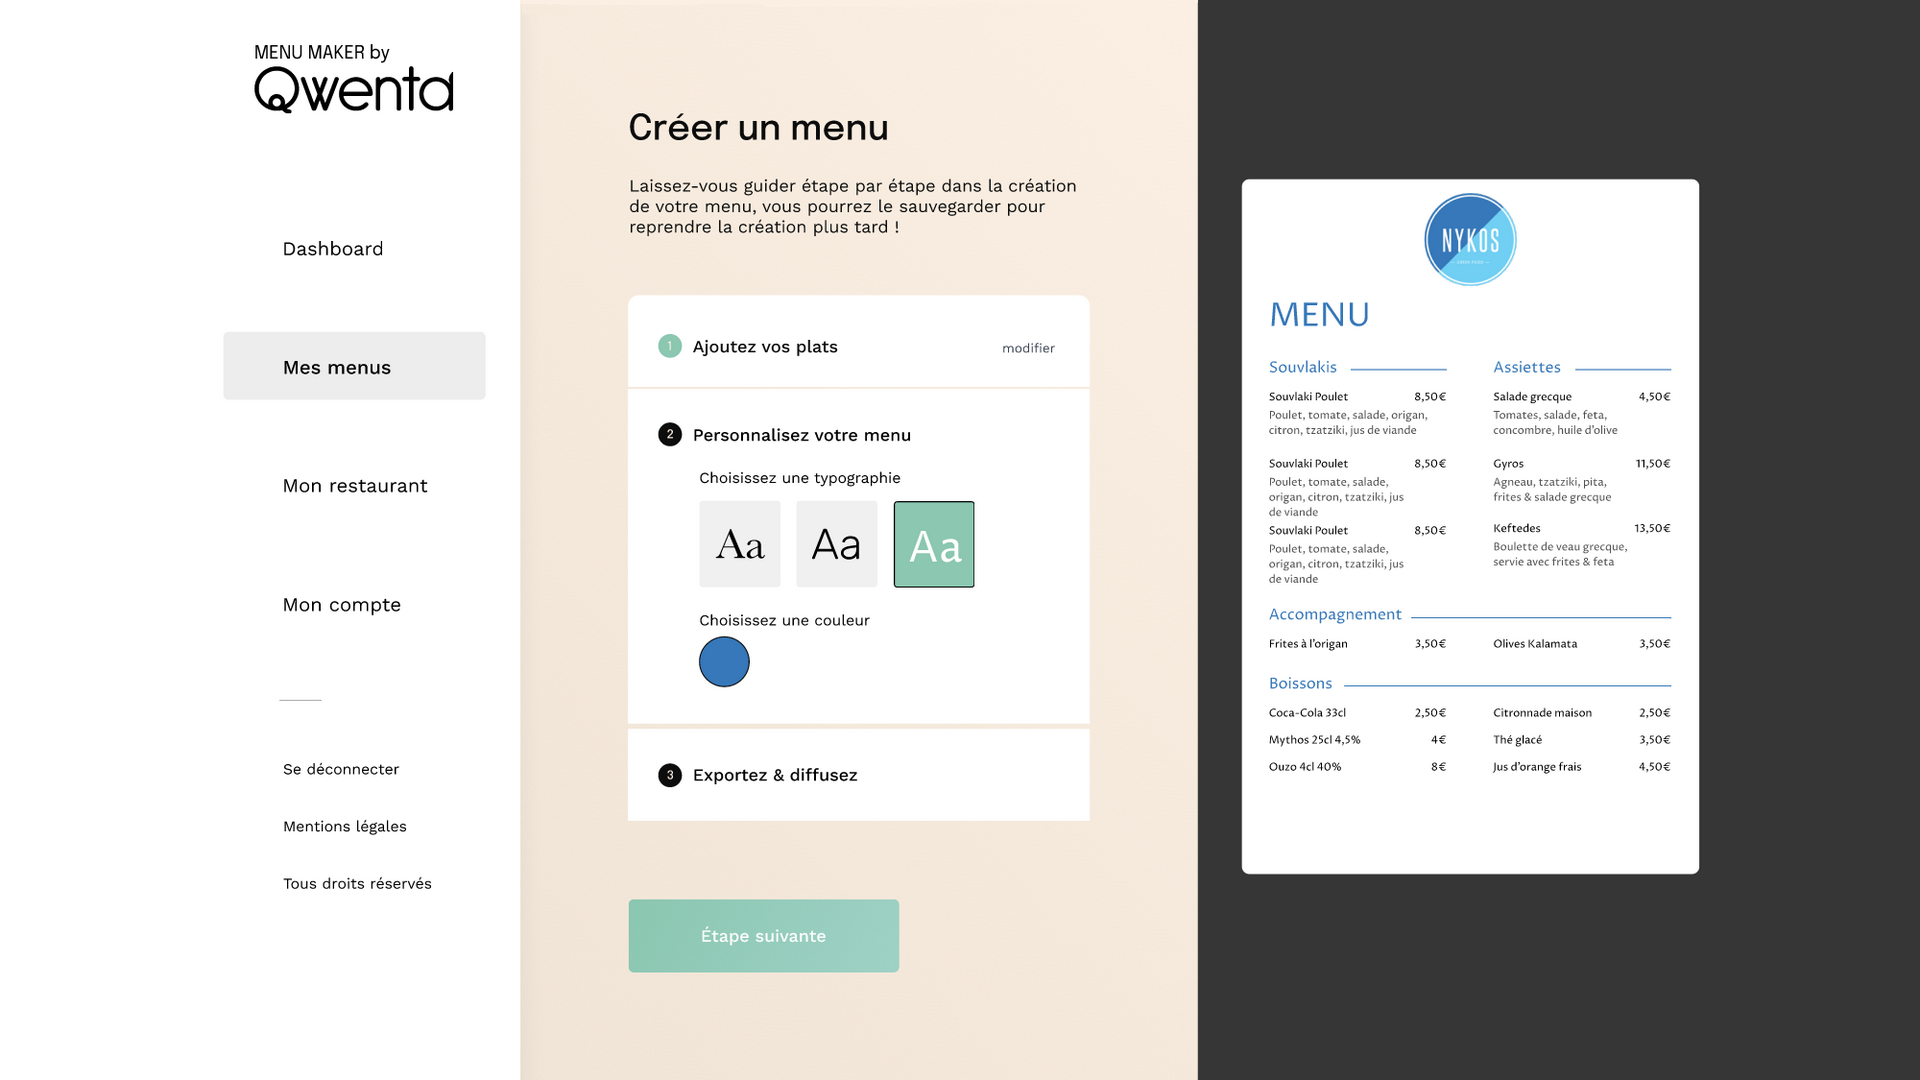 MENU MAKER by
Qwenta
Dashboard
Mes menus
Mon restaurant
Mon compte
Se déconnecter
Mentions légales
Tous droits réservés
Créer un menu
Laissez-vous guider étape par étape dans la création
de votre menu, vous pourrez le sauvegarder pour
reprendre la création plus tard !
1 Ajoutez vos plats modifier
2 Personnalisez votre menu
Choisissez une typographie
Aa Aa Aa
Choisissez une couleur
3 Exportez & diffusez
Étape suivante
NYKOS
MENU
Souvlakis
Souvlaki Poulet 8,50€
Poulet, tomate, salade, origan,
citron, tzatziki, jus de viande
Souvlaki Poulet 8,50€
Poulet, tomate, salade,
origan, citron, tzatziki, jus
de viande
Souvlaki Poulet 8,50€
Poulet, tomate, salade,
origan, citron, tzatziki, jus
de viande
Assiettes
Salade grecque 4,50€
Tomates, salade, feta,
concombre, huile d'olive
Gyros 11,50€
Agneau, tzatziki, pita,
frites & salade grecque
Keftedes 13,50€
Boulette de veau grecque,
servie avec frites & feta
Accompagnement
Frites à l'origan 3,50€ Olives Kalamata 3,50€
Boissons
Coca-Cola 33cl 2,50€ Citronnade maison 2,50€
Mythos 25cl 4,5% 4€ Thé glacé 3,50€
Ouzo 4cl 40% 8€ Jus d'orange frais 4,50€